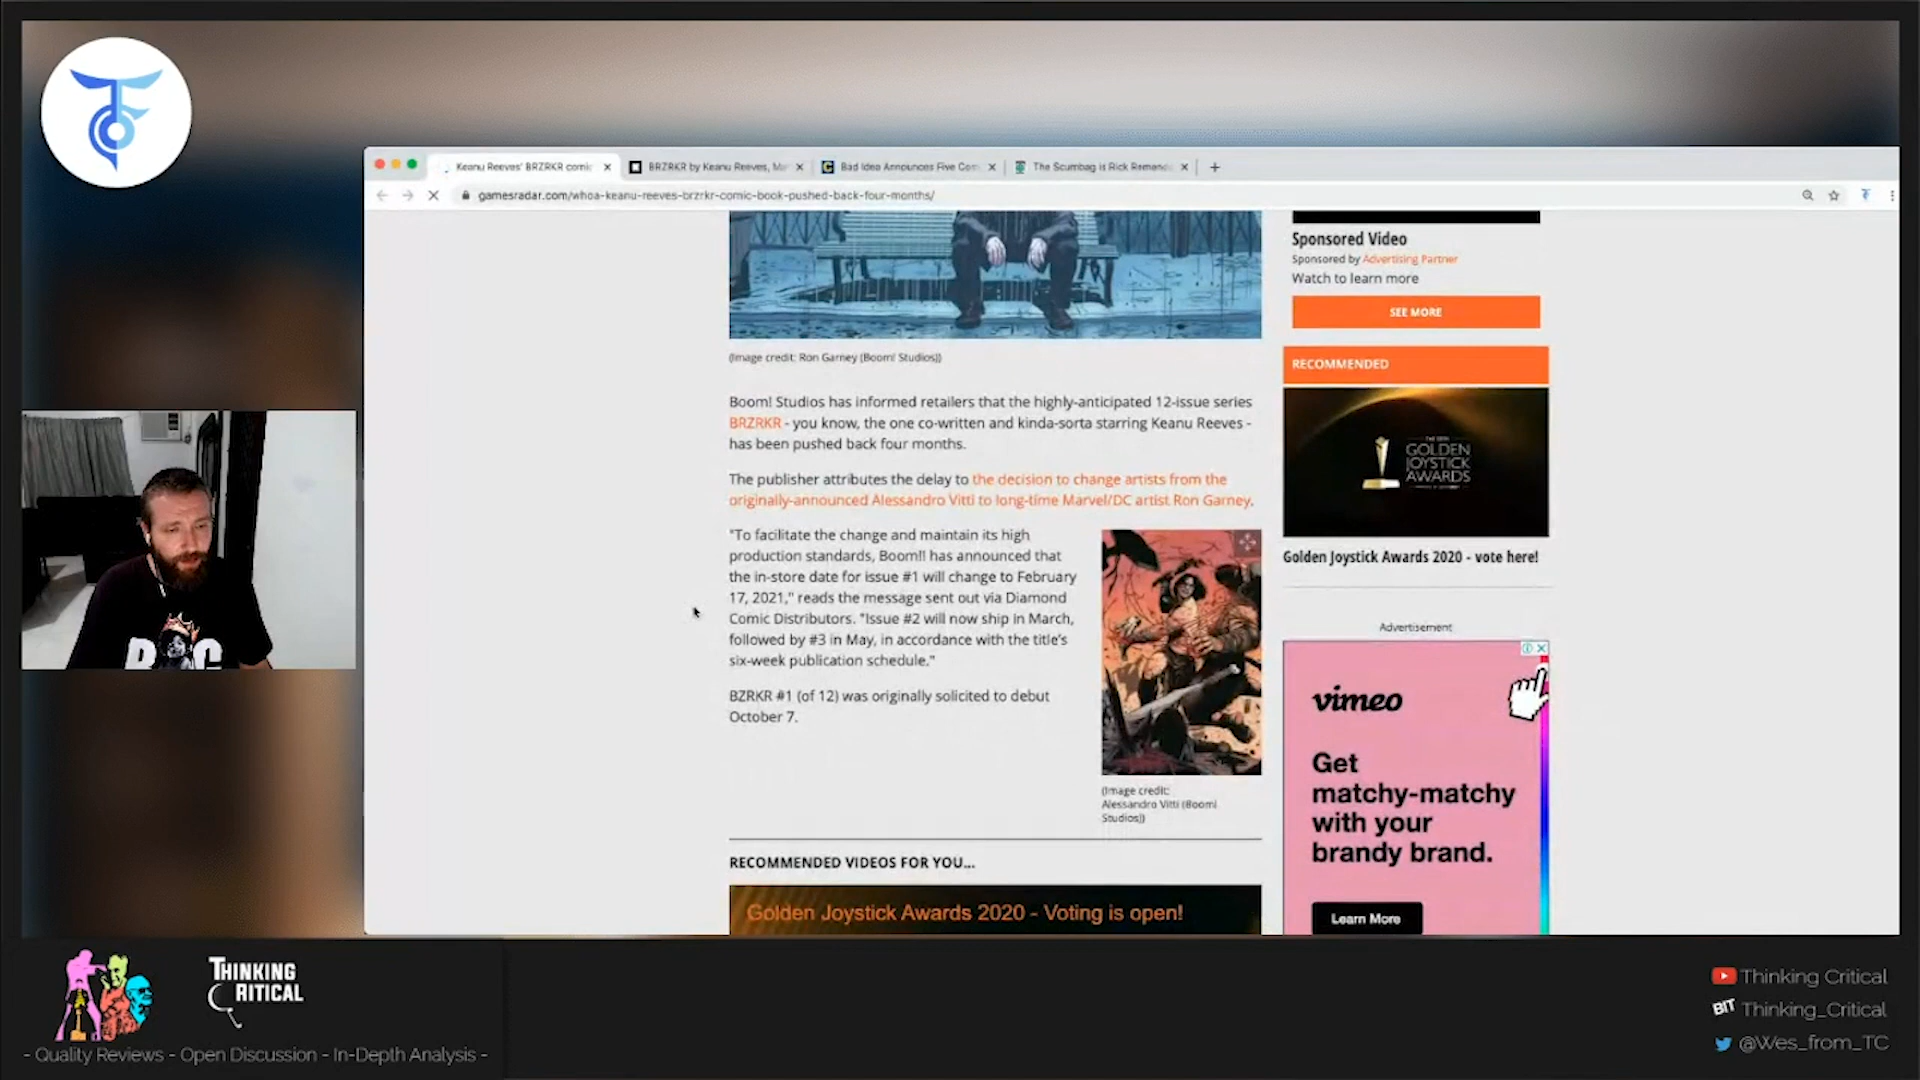 Keanu Reeves' BRZRKR comic
BRZRKR by Keanu Reeves, Ma
Bad Idea Announces Five Com
The Scumbag is Rick Remend
gamesradar.com/whoa-keanu-reeves-brzrkr-comic-book-pushed-back-four-months/
(Image credit: Ron Garney (Boom! Studios))
Boom! Studios has informed retailers that the highly-anticipated 12-issue series
BRZRKR - you know, the one co-written and kinda-sorta starring Keanu Reeves -
has been pushed back four months.
The publisher attributes the delay to the decision to change artists from the
originally-announced Alessandro Vitti to long-time Marvel/DC artist Ron Garney.
"To facilitate the change and maintain its high
production standards, Boom!! has announced that
the in-store date for issue #1 will change to February
17, 2021," reads the message sent out via Diamond
Comic Distributors. "Issue #2 will now ship in March,
followed by #3 in May, in accordance with the title's
six-week publication schedule."
BZRKR #1 (of 12) was originally solicited to debut
October 7.
(Image credit:
Alessandro Vitti (Boom!
Studios))
RECOMMENDED VIDEOS FOR YOU...
Golden Joystick Awards 2020 - Voting is open!
Sponsored Video
Sponsored by Advertising Partner
Watch to learn more
SEE MORE
RECOMMENDED
GOLDEN
JOYSTICK
AWARDS
Golden Joystick Awards 2020 - vote here!
Advertisement
vimeo
Get
matchy-matchy
with your
brandy brand.
Learn More
THINKING
CRITICAL
- Quality Reviews - Open Discussion - In-Depth Analysis -
Thinking Critical
BIT Thinking_Critical
@Wes_from_TC